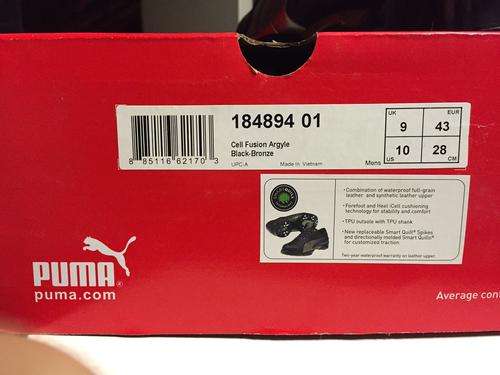 184894 01
Cell Fusion Argyle
Black-Bronze
8 85116 62170 3
UPC-A
Made In Vietnam
Mens
UK
EUR
9
43
10
28
US
CM
• Combination of waterproof full-grain
leather and synthetic leather upper
• Forefoot and Heel iCell cushioning
technology for stability and comfort
• TPU outsole with TPU shank
• New replaceable Smart Quill® Spikes
and directionally molded Smart Quills®
for customized traction
Two-year waterproof warranty on leather upper.
PUMA®
puma.com
Average